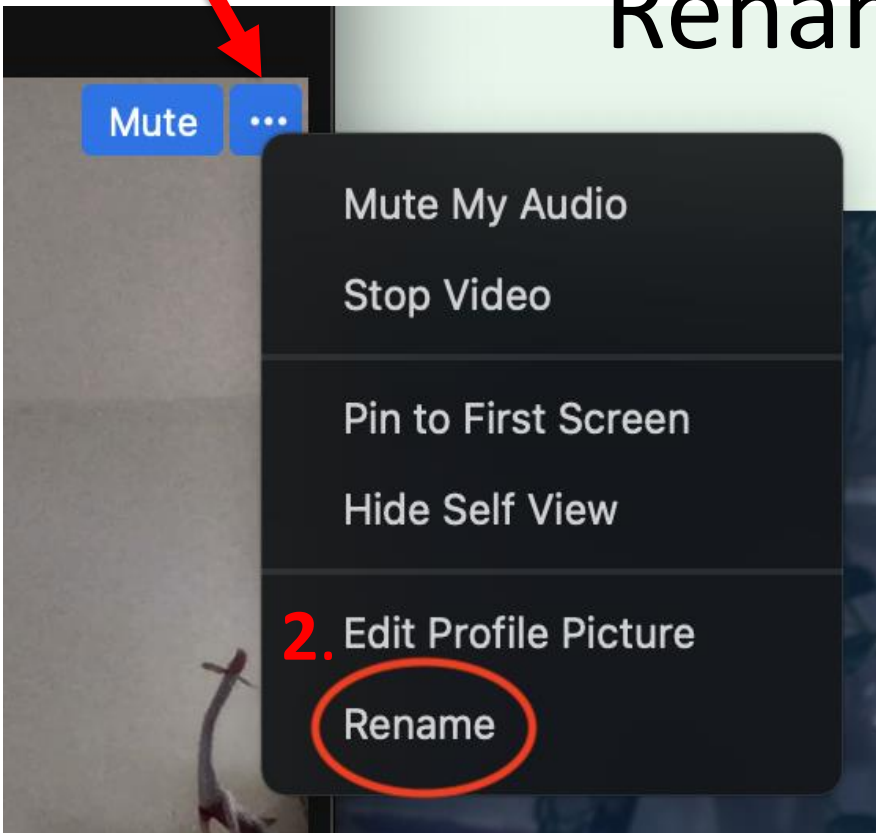 Renar
Mute ...
Mute My Audio
Stop Video
Pin to First Screen
Hide Self View
2. Edit Profile Picture
Rename